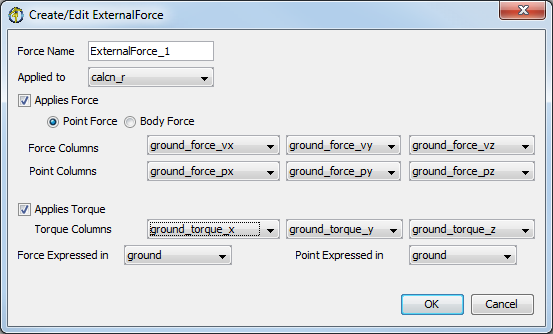 Create/Edit ExternalForce
Force Name ExternalForce_1
Applied to calcn_r
Applies Force
Point Force Body Force
Force Columns ground_force_vx ground_force_vy ground_force_vz
Point Columns ground_force_px ground_force_py ground_force_pz
Applies Torque
Torque Columns ground_torque_x ground_torque_y ground_torque_z
Force Expressed in ground Point Expressed in ground
OK Cancel